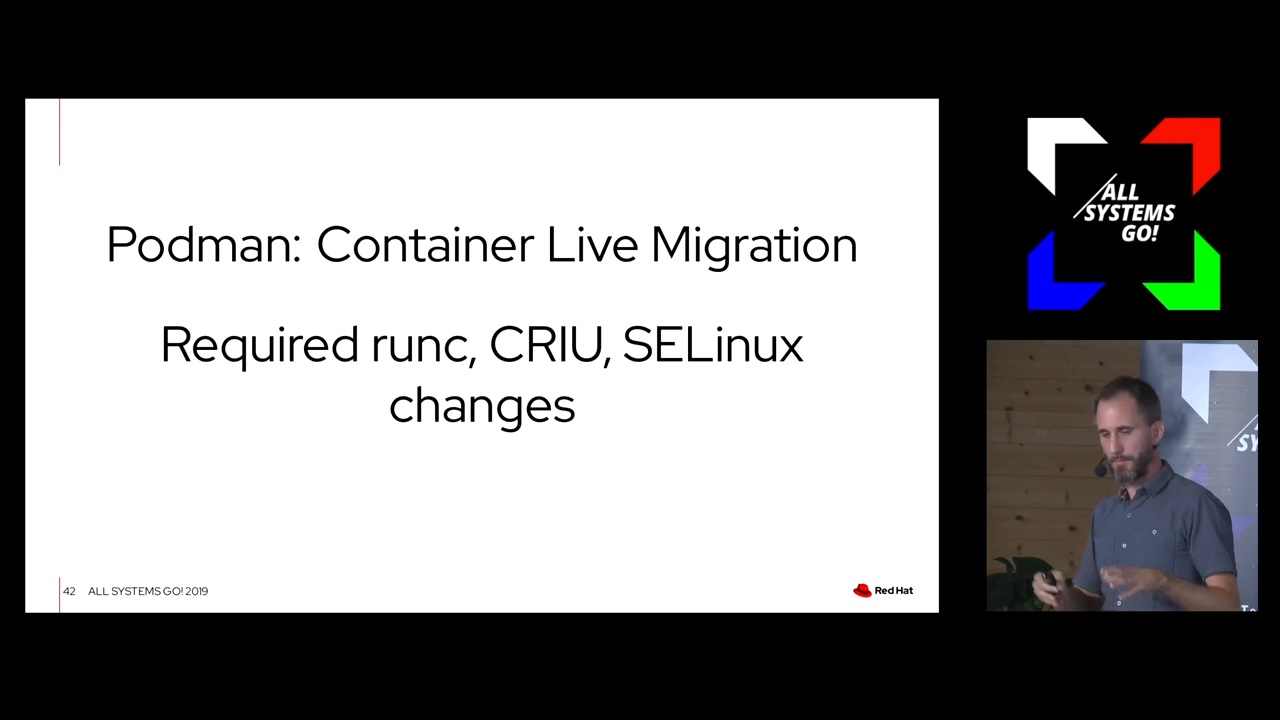 Podman: Container Live Migration
Required runc, CRIU, SELinux
changes
42 ALL SYSTEMS GO! 2019
Red Hat
ALL
SYSTEMS
GO!